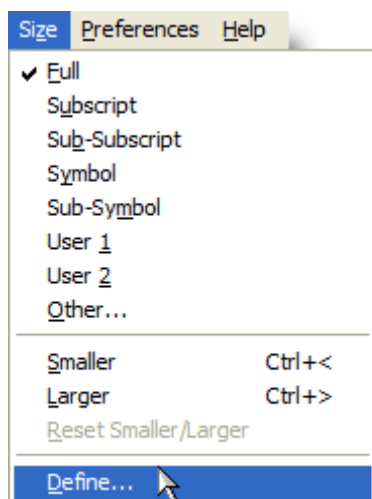 Size Preferences Help
Full
Subscript
Sub-Subscript
Symbol
Sub-Symbol
User 1
User 2
Other...
Smaller Ctrl+<
Larger Ctrl+>
Reset Smaller/Larger
Define...